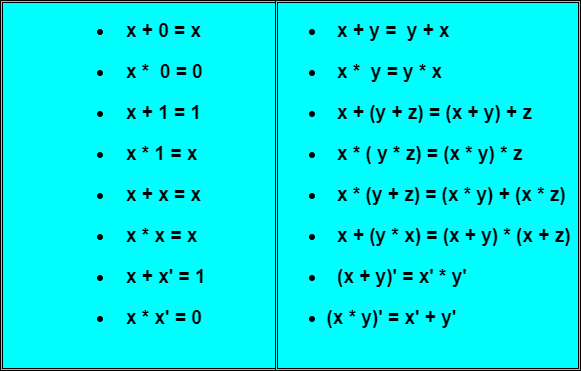 • x + 0 = x
• x * 0 = 0
• x + 1 = 1
• x * 1 = x
• x + x = x
• x * x = x
• x + x' = 1
• x * x' = 0
• x + y = y + x
• x * y = y * x
• x + (y + z) = (x + y) + z
• x * ( y * z) = (x * y) * z
• x * (y + z) = (x * y) + (x * z)
• x + (y * x) = (x + y) * (x + z)
• (x + y)' = x' * y'
• (x * y)' = x' + y'